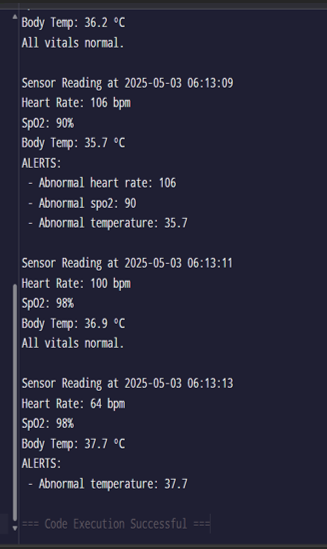 Body Temp: 36.2 ºC
All vitals normal.
Sensor Reading at 2025-05-03 06:13:09
Heart Rate: 106 bpm
SpO2: 90%
Body Temp: 35.7 ºC
ALERTS:
- Abnormal heart rate: 106
- Abnormal spo2: 90
- Abnormal temperature: 35.7
Sensor Reading at 2025-05-03 06:13:11
Heart Rate: 100 bpm
SpO2: 98%
Body Temp: 36.9 ºC
All vitals normal.
Sensor Reading at 2025-05-03 06:13:13
Heart Rate: 64 bpm
SpO2: 98%
Body Temp: 37.7 ºC
ALERTS:
- Abnormal temperature: 37.7
=== Code Execution Successful ===